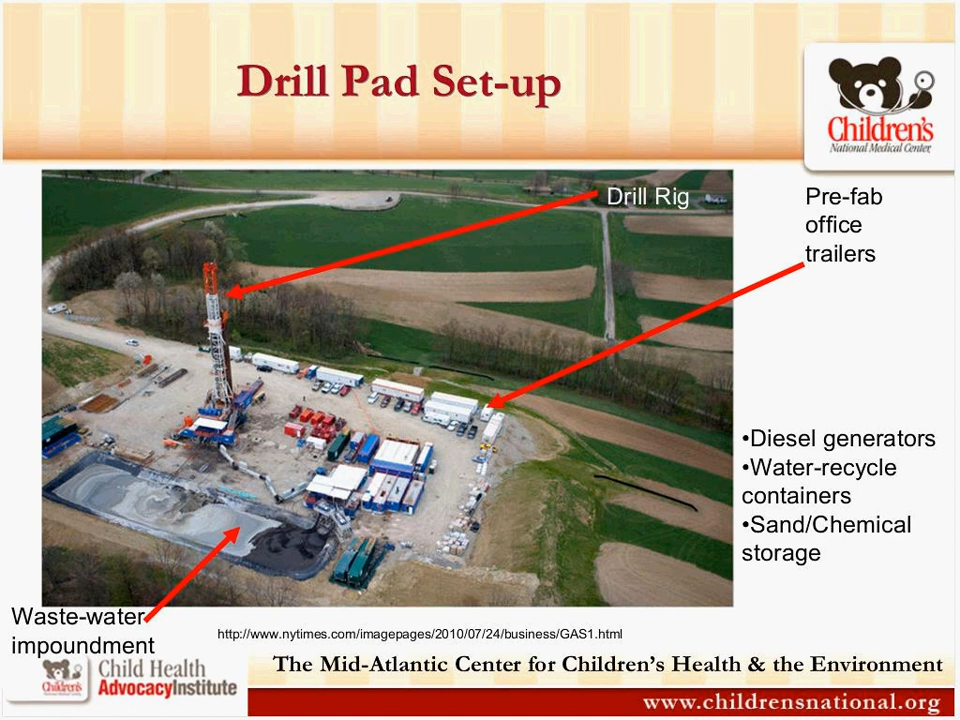 Drill Pad Set-up
Children's
National Medical Center
Drill Rig
Pre-fab
office
trailers
•Diesel generators
•Water-recycle
containers
•Sand/Chemical
storage
Waste-water
impoundment
http://www.nytimes.com/imagepages/2010/07/24/business/GAS1.html
Children's
Child Health
AdvocacyInstitute
The Mid-Atlantic Center for Children's Health & the Environment
www.childrensnational.org